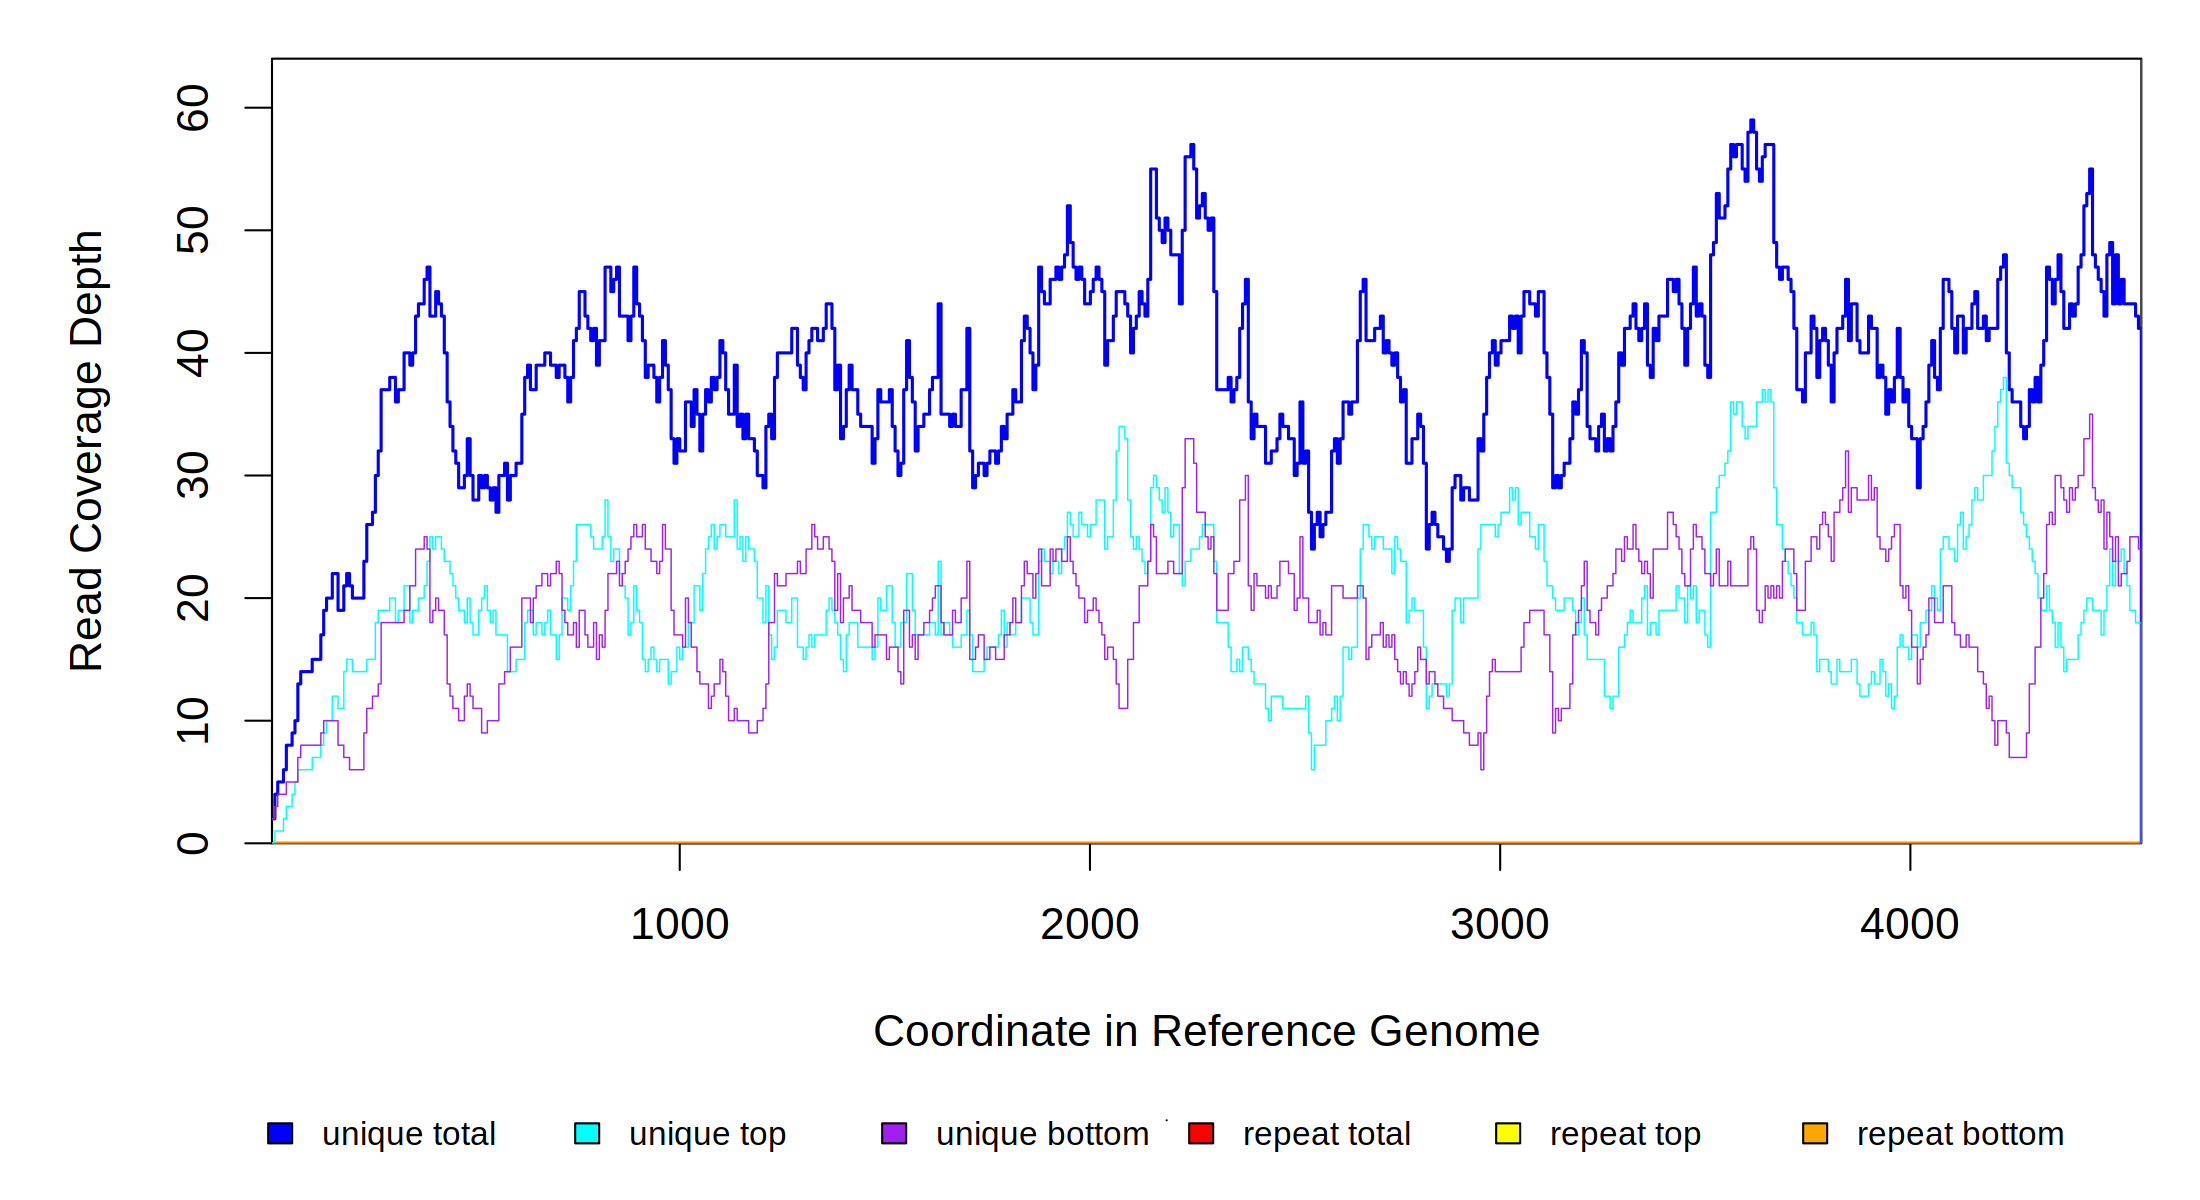 60
50
40
30
20
10
0
Read Coverage Depth
1000 2000 3000 4000
Coordinate in Reference Genome
unique total unique top unique bottom repeat total repeat top repeat bottom